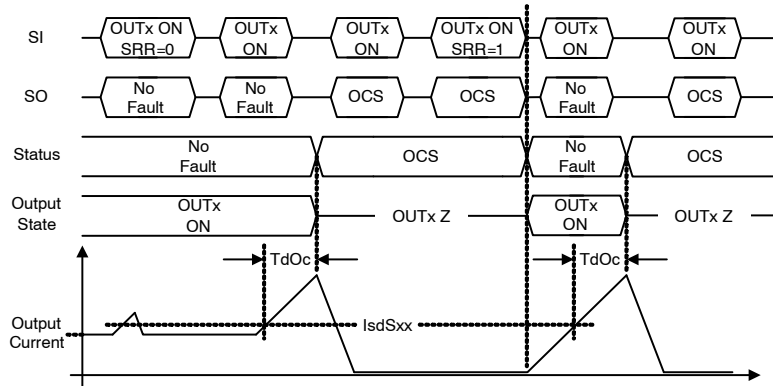 SI
OUTx ON
SRR=0
OUTx
ON
OUTx
ON
OUTx ON
SRR=1
OUTx
ON
OUTx
ON
SO
No
Fault
No
Fault
OCS
OCS
No
Fault
OCS
Status
No
Fault
OCS
No
Fault
OCS
Output
State
OUTx
ON
OUTx Z
OUTx
ON
OUTx Z
TdOc
TdOc
Output
Current
IsdSxx